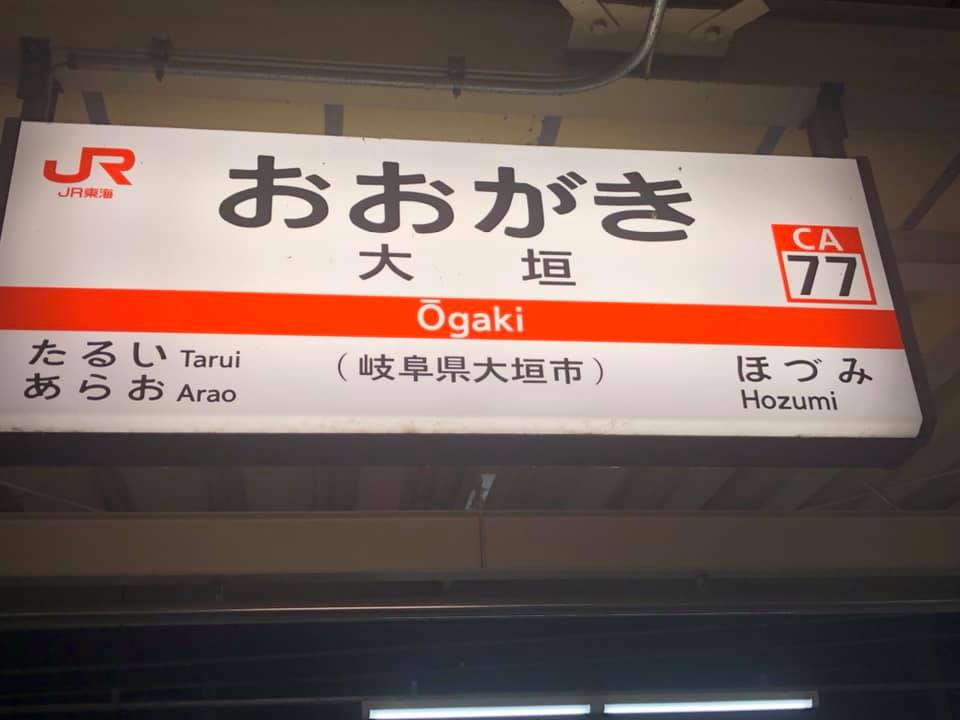 JR
JR東海
おおがき
大垣
CA
77
Ōgaki
たるい Tarui
あらお Arao
（岐阜県大垣市）
ほづみ
Hozumi